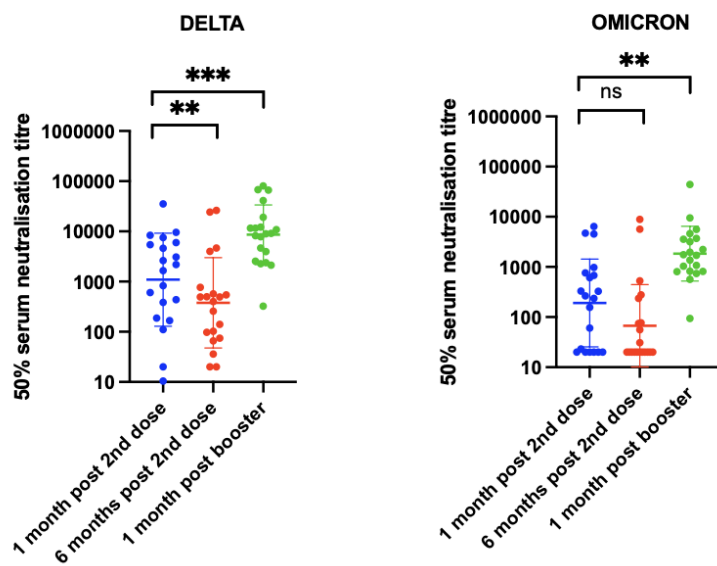 DELTA
***
**
50% serum neutralisation titre
1000000
100000
10000
1000
100
10
1 month post 2nd dose
6 months post 2nd dose
1 month post booster
OMICRON
**
ns
50% serum neutralisation titre
1000000
100000
10000
1000
100
10
1 month post 2nd dose
6 months post 2nd dose
1 month post booster